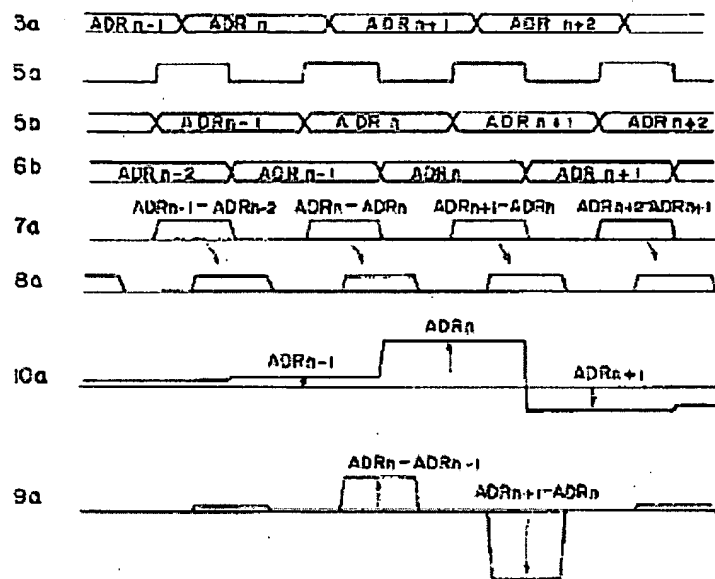 3a ADR n-1 ADR n ADR n+1 ADR n+2
5a
5b ADRn-1 ADR n ADR n+1 ADR n+2
6b ADR n-2 ADR n-1 ADRn ADR n+1
7a ADRn-1-ADRn-2 ADRn-ADRn ADRn+1-ADRn ADRn+2-ADRn+1
8a
10a ADRn-1 ADRn ADRn+1
9a ADRn-ADRn-1 ADRn+1-ADRn